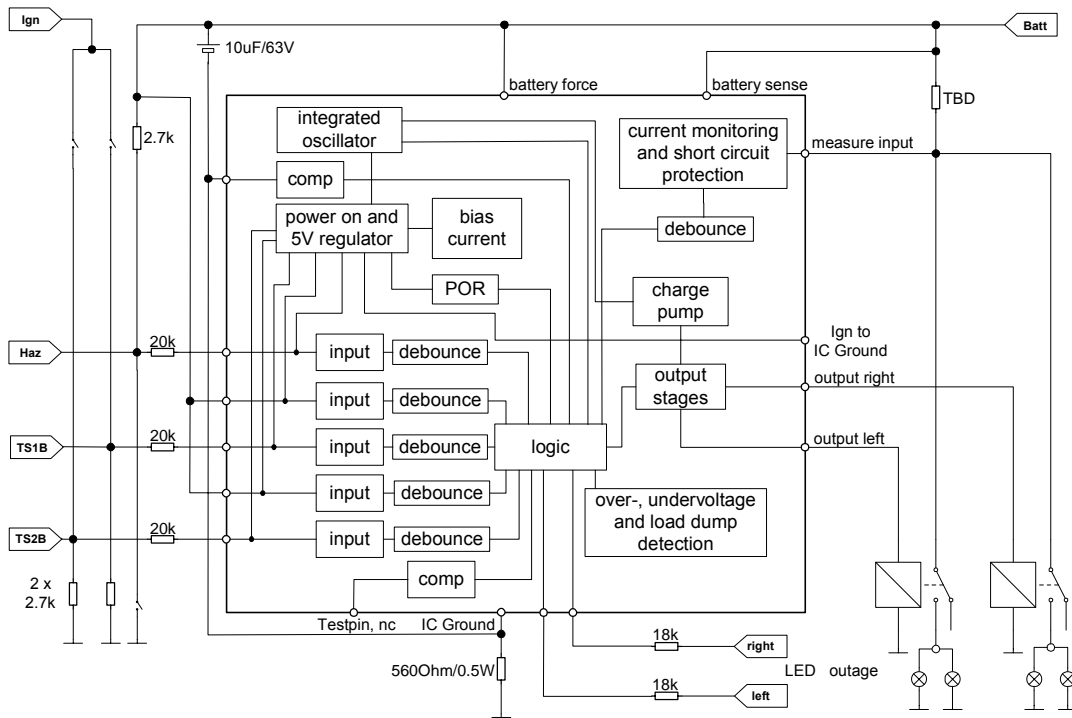 Ign
Batt
10uF/63V
battery force
battery sense
TBD
2.7k
integrated
oscillator
current monitoring
and short circuit
protection
measure input
comp
power on and
5V regulator
bias
current
debounce
POR
charge
pump
Ign to
IC Ground
Haz
20k
input
debounce
output
stages
output right
input
debounce
TS1B
20k
input
debounce
logic
output left
input
debounce
over-, undervoltage
and load dump
detection
TS2B
20k
input
debounce
comp
2 x
2.7k
Testpin, nc
IC Ground
18k
right
560Ohm/0.5W
LED outage
18k
left